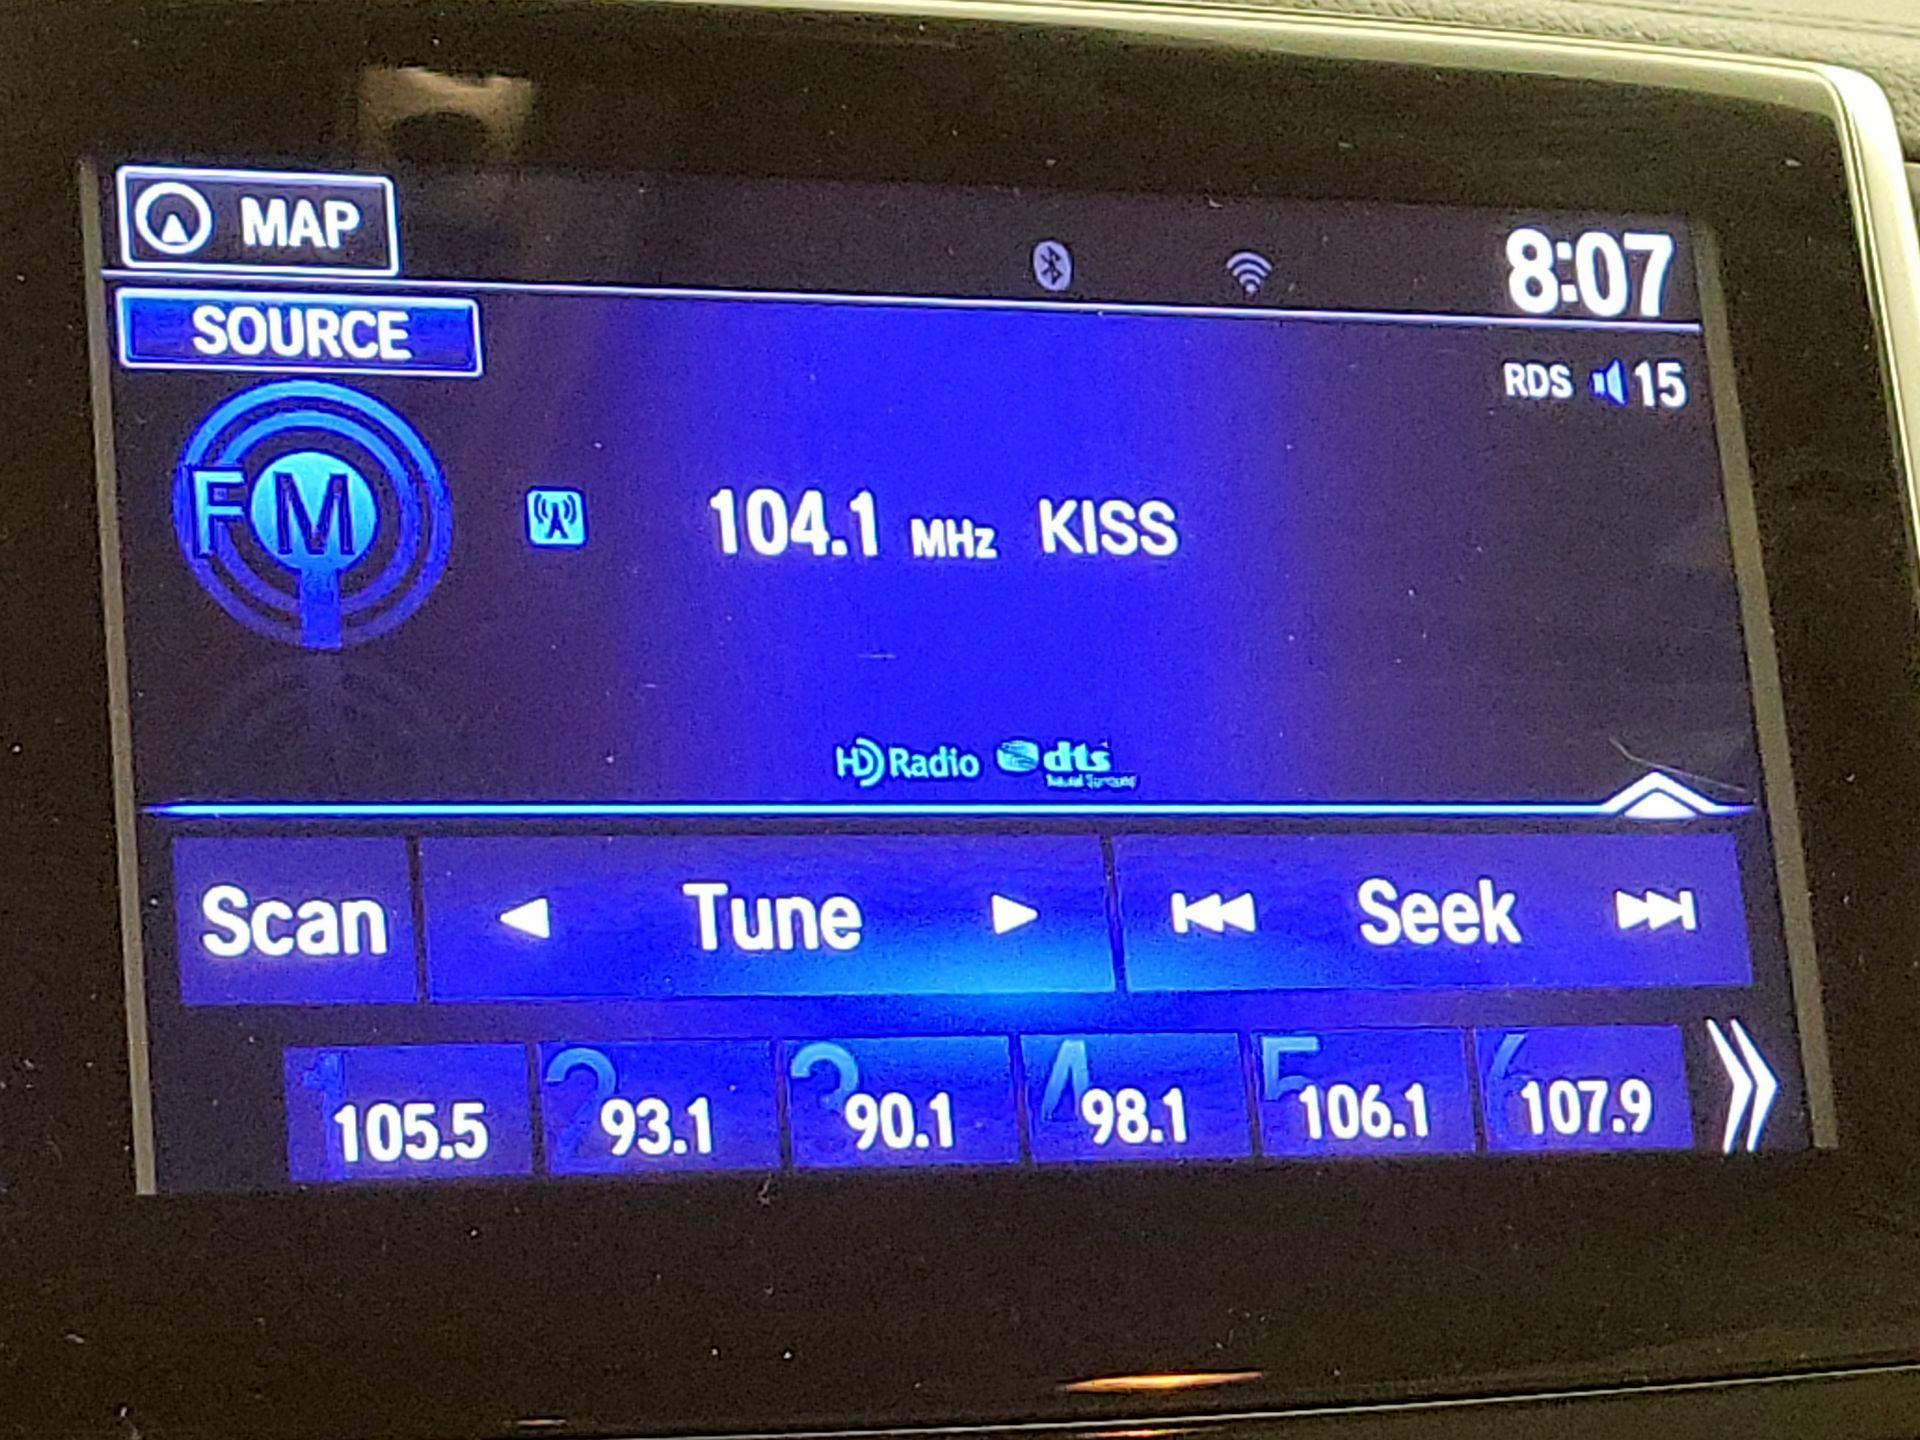 MAP
8:07
SOURCE
RDS 15
FM
104.1 MHz KISS
HD Radio dts
Scan Tune Seek
1 105.5 2 93.1 3 90.1 4 98.1 5 106.1 6 107.9